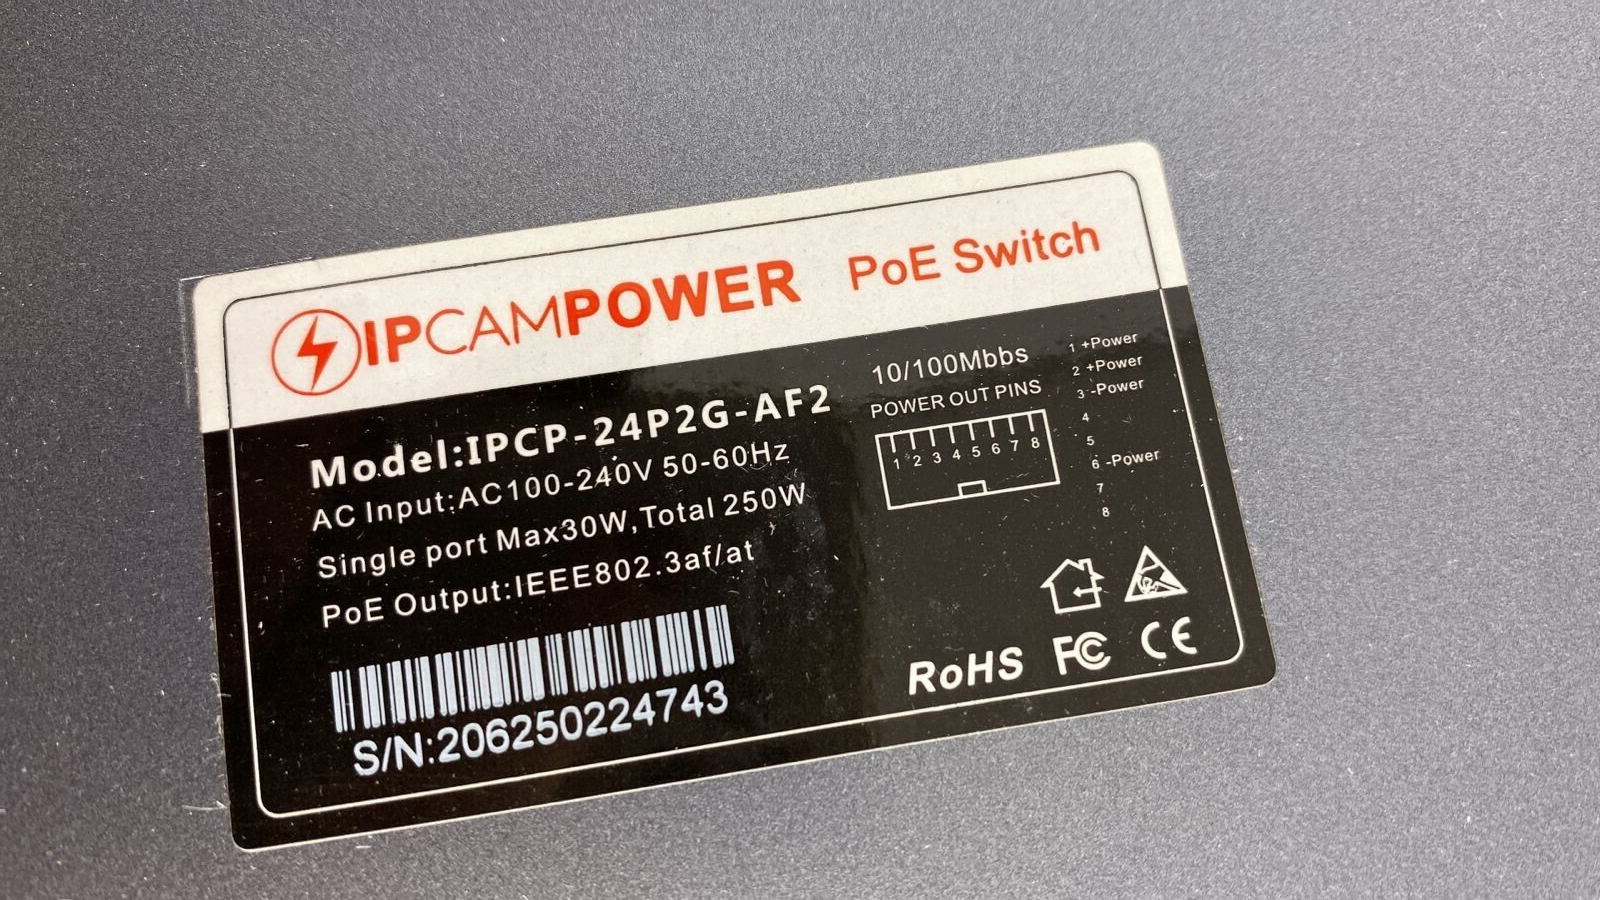 IPCAMPOWER PoE Switch
Model:IPCP-24P2G-AF2
AC Input:AC100-240V 50-60Hz
Single port Max30W,Total 250W
PoE Output:IEEE802.3af/at
S/N:206250224743
10/100Mbbs
POWER OUT PINS
1 2 3 4 5 6 7 8
1 +Power
2 +Power
3 -Power
4
5
6 -Power
7
8
RoHS FC CE